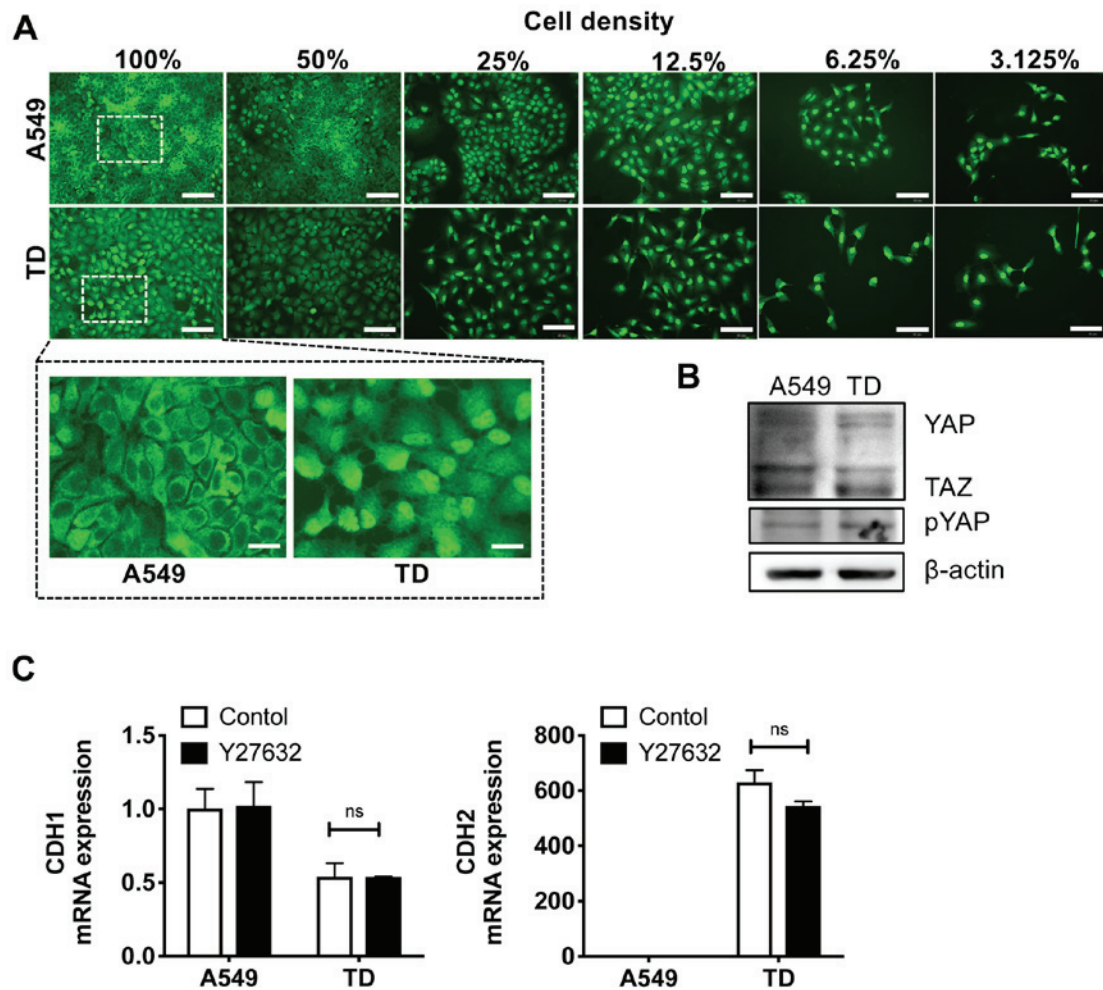 A
Cell density
100% 50% 25% 12.5% 6.25% 3.125%
A549
TD
A549 TD
B
A549 TD
YAP
TAZ
pYAP
β-actin
C
Contol
Y27632
CDH1
mRNA expression
1.5
1.0
0.5
0.0
ns
A549 TD
Contol
Y27632
CDH2
mRNA expression
800
600
400
200
0
ns
A549 TD